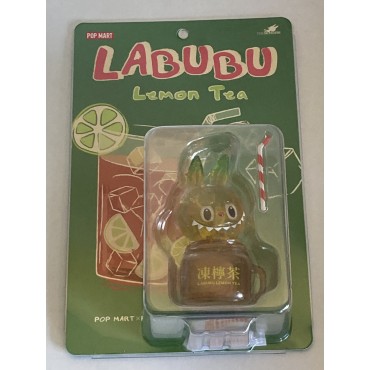 POP MART
LABUBU
Lemon Tea
凍檸茶
POP MART